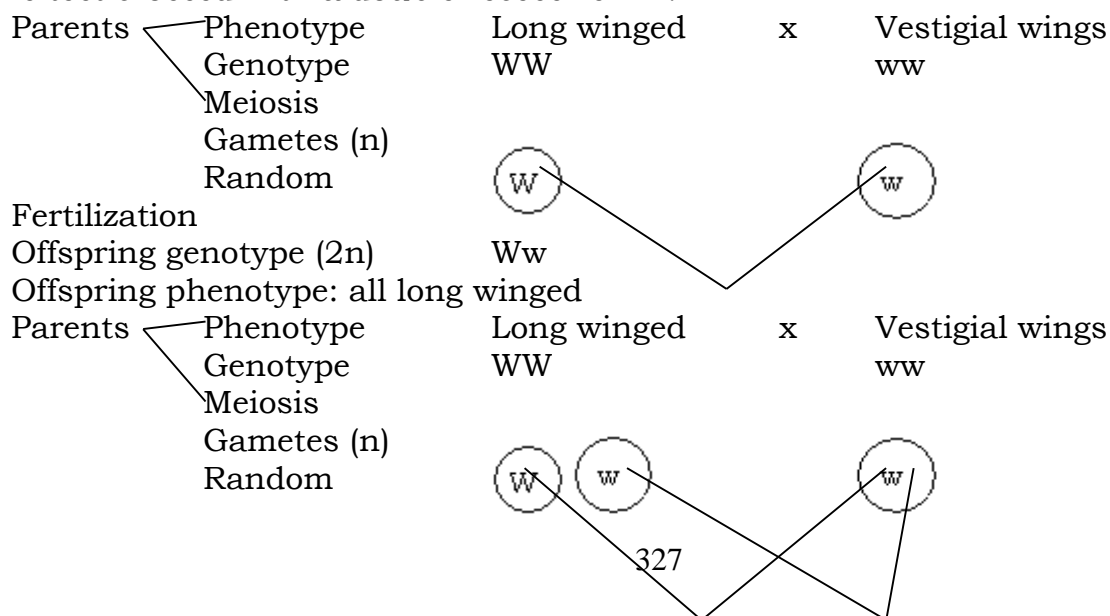 Parents Phenotype Long winged x Vestigial wings
Genotype WW ww
Meiosis
Gametes (n)
Random W w
Fertilization
Offspring genotype (2n) Ww
Offspring phenotype: all long winged
Parents Phenotype Long winged x Vestigial wings
Genotype WW ww
Meiosis
Gametes (n)
Random W w w
327